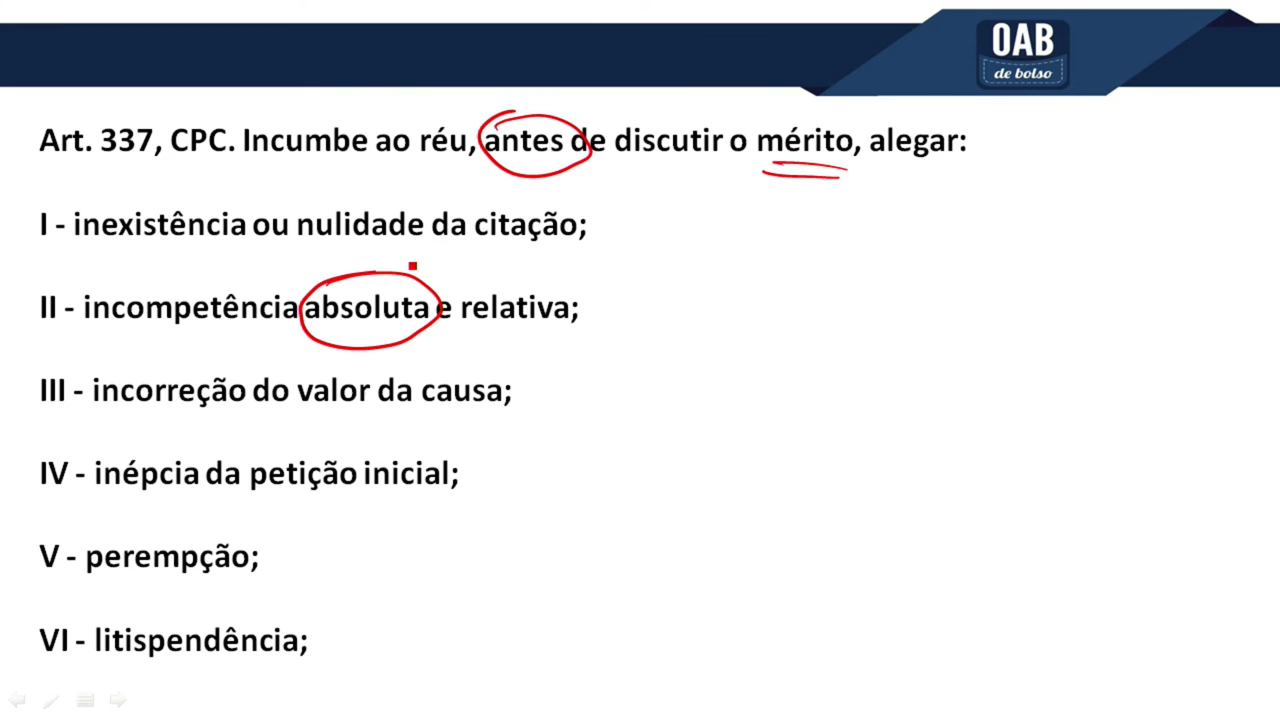 OAB
de bolso
Art. 337, CPC. Incumbe ao réu, antes de discutir o mérito, alegar:
I - inexistência ou nulidade da citação;
II - incompetência absoluta e relativa;
III - incorreção do valor da causa;
IV - inépcia da petição inicial;
V - perempção;
VI - litispendência;